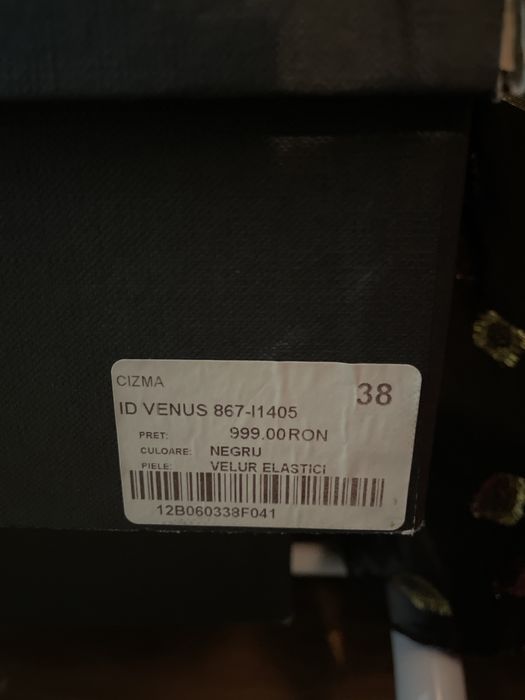 CIZMA
38
ID VENUS 867-I1405
PRET: 999.00RON
CULOARE: NEGRU
PIELE: VELUR ELASTICI
12B060338F041